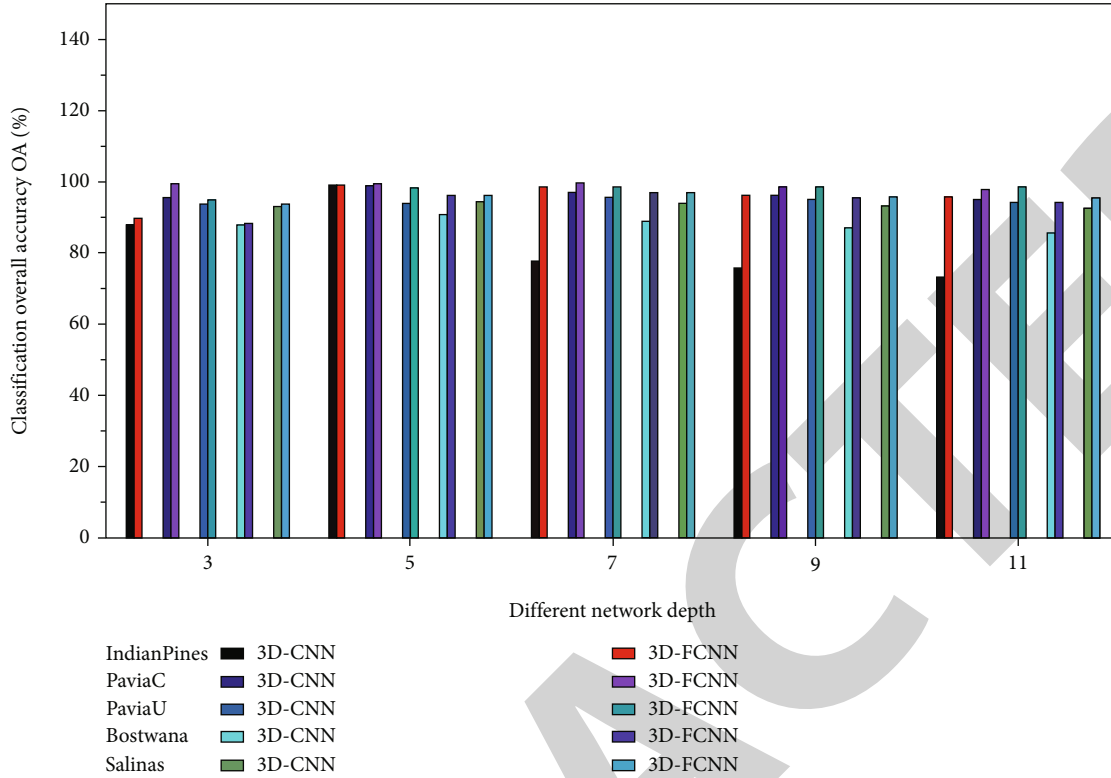 Classification overall accuracy OA (%)
140
120
100
80
60
40
20
0
3 5 7 9 11
Different network depth
IndianPines 3D-CNN 3D-FCNN
PaviaC 3D-CNN 3D-FCNN
PaviaU 3D-CNN 3D-FCNN
Bostwana 3D-CNN 3D-FCNN
Salinas 3D-CNN 3D-FCNN